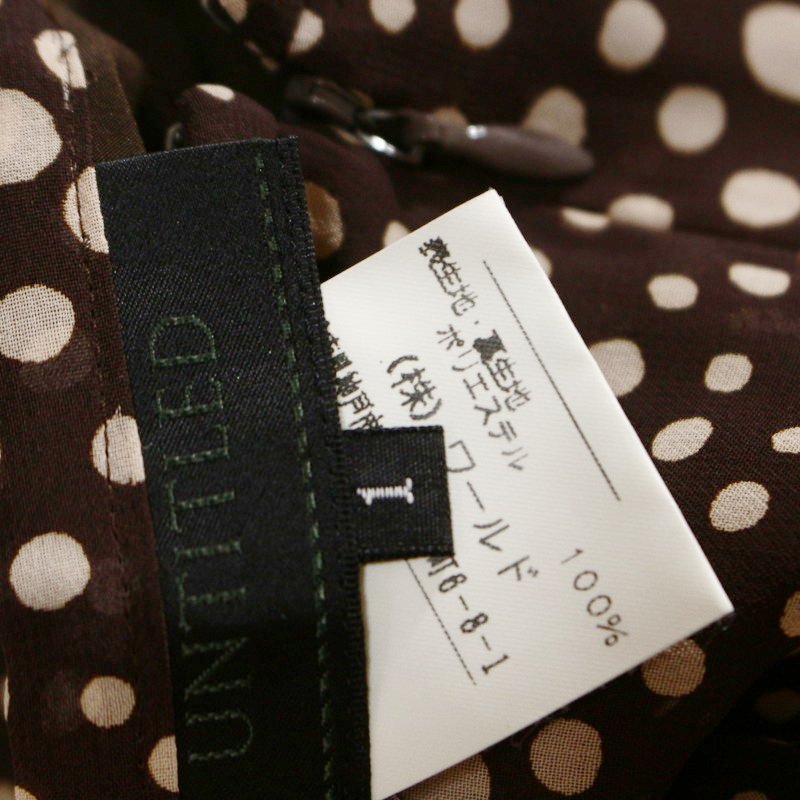 UNTITLED
1
表生地・裏生地
ポリエステル 100%
(株)ワールド
6-8-1